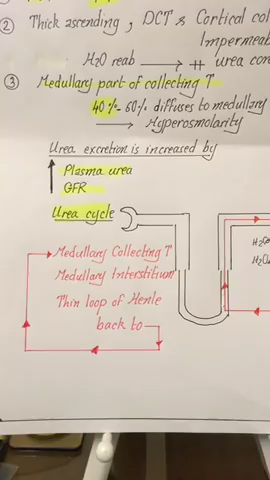 ② Thick ascending, DCT & Cortical col
Impermeab
H₂O reab → ⧺ urea con
③ Medullary part of collecting T
40%-60% diffuses to medullary
→ Hyperosmolarity
Urea excretion is increased by
↑ Plasma urea
GFR
Urea cycle
Medullary Collecting T
Medullary Interstitium
Thin loop of Henle
back to